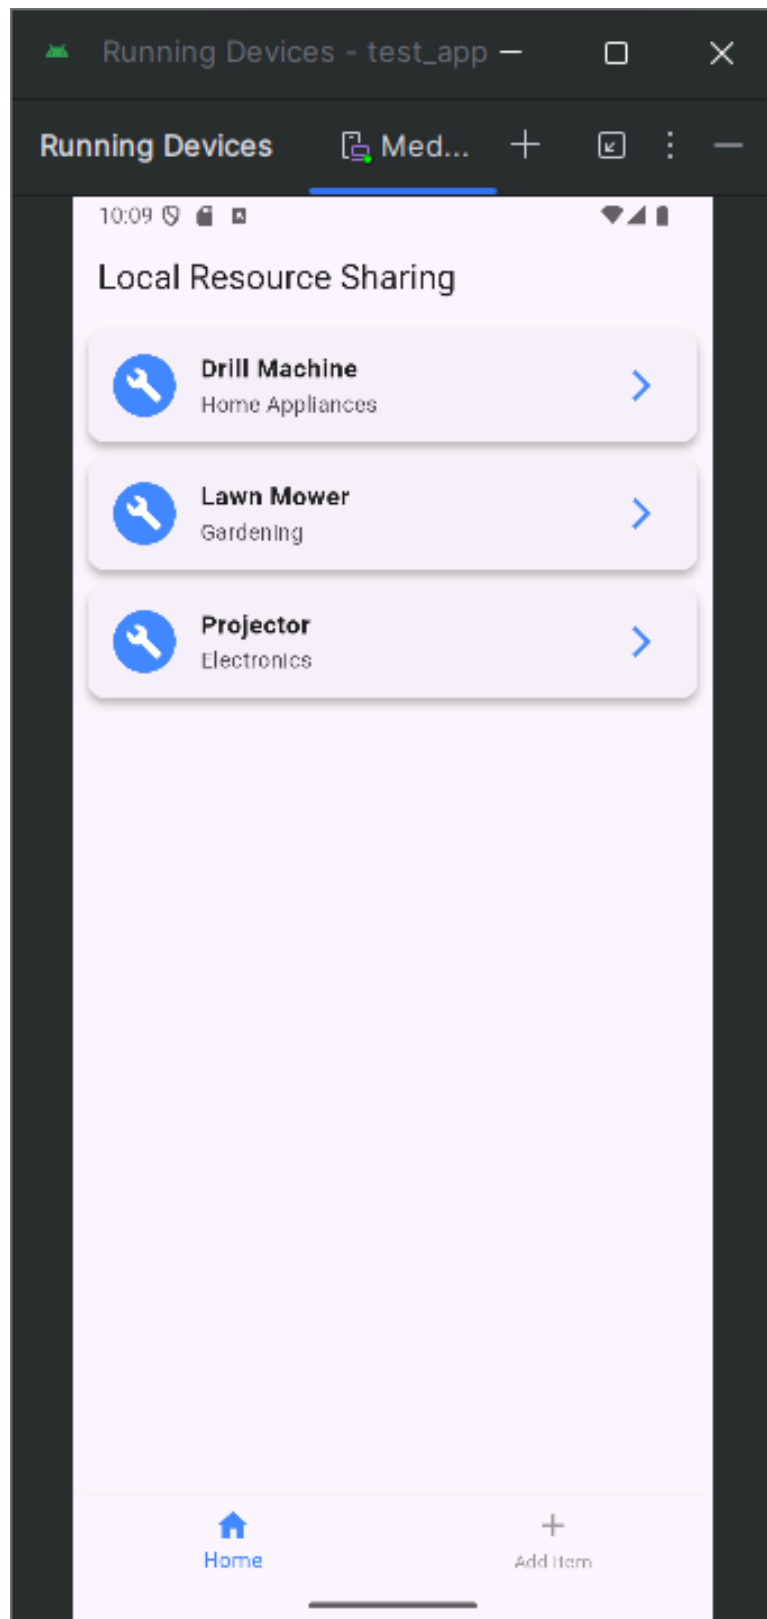 Running Devices - test_app
Running Devices Med...
10:09
Local Resource Sharing
Drill Machine
Home Appliances
Lawn Mower
Gardening
Projector
Electronics
Home Add Item